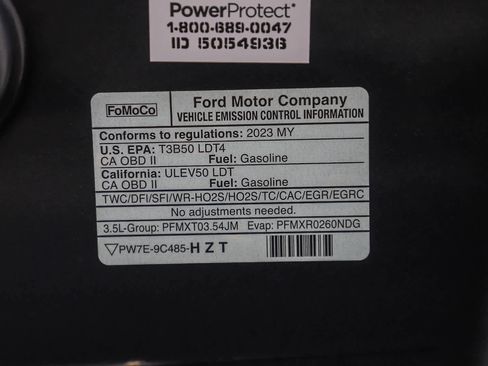 PowerProtect*
1-800-689-0047
ID 5054936
FoMoCo
Ford Motor Company
VEHICLE EMISSION CONTROL INFORMATION
Conforms to regulations: 2023 MY
U.S. EPA: T3B50 LDT4
CA OBD II Fuel: Gasoline
California: ULEV50 LDT
CA OBD II Fuel: Gasoline
TWC/DFI/SFI/WR-HO2S/HO2S/TC/CAC/EGR/EGRC
No adjustments needed.
3.5L-Group: PFMXT03.54JM Evap: PFMXR0260NDG
▽PW7E-9C485-HZT